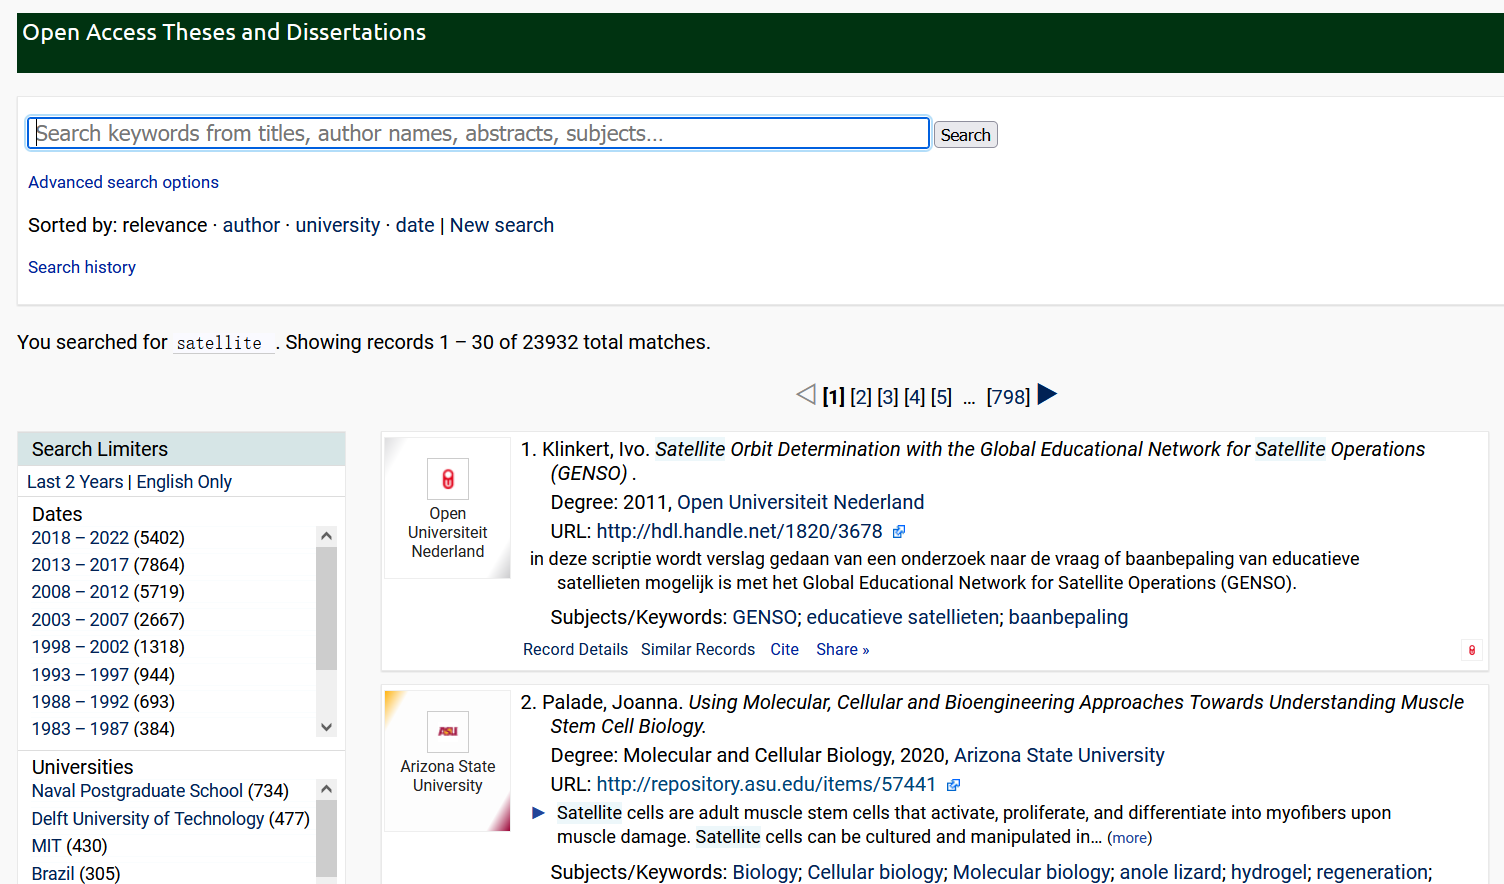 Open Access Theses and Dissertations
Search keywords from titles, author names, abstracts, subjects...
Search
Advanced search options
Sorted by: relevance · author · university · date | New search
Search history
You searched for satellite . Showing records 1 – 30 of 23932 total matches.
[1] [2] [3] [4] [5] ... [798]
Search Limiters
Last 2 Years | English Only
Dates
2018 – 2022 (5402)
2013 – 2017 (7864)
2008 – 2012 (5719)
2003 – 2007 (2667)
1998 – 2002 (1318)
1993 – 1997 (944)
1988 – 1992 (693)
1983 – 1987 (384)
Universities
Naval Postgraduate School (734)
Delft University of Technology (477)
MIT (430)
Brazil (305)
Open
Universiteit
Nederland
1. Klinkert, Ivo. Satellite Orbit Determination with the Global Educational Network for Satellite Operations
(GENSO) .
Degree: 2011, Open Universiteit Nederland
URL: http://hdl.handle.net/1820/3678
in deze scriptie wordt verslag gedaan van een onderzoek naar de vraag of baanbepaling van educatieve
satellieten mogelijk is met het Global Educational Network for Satellite Operations (GENSO).
Subjects/Keywords: GENSO; educatieve satellieten; baanbepaling
Record Details Similar Records Cite Share »
ASU
Arizona State
University
2. Palade, Joanna. Using Molecular, Cellular and Bioengineering Approaches Towards Understanding Muscle
Stem Cell Biology.
Degree: Molecular and Cellular Biology, 2020, Arizona State University
URL: http://repository.asu.edu/items/57441
Satellite cells are adult muscle stem cells that activate, proliferate, and differentiate into myofibers upon
muscle damage. Satellite cells can be cultured and manipulated in... (more)
Subjects/Keywords: Biology; Cellular biology; Molecular biology; anole lizard; hydrogel; regeneration;